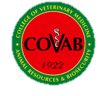 COLLEGE OF VETERINARY MEDICINE
COVAB
1922
ANIMAL RESOURCES & BIOSECURITY